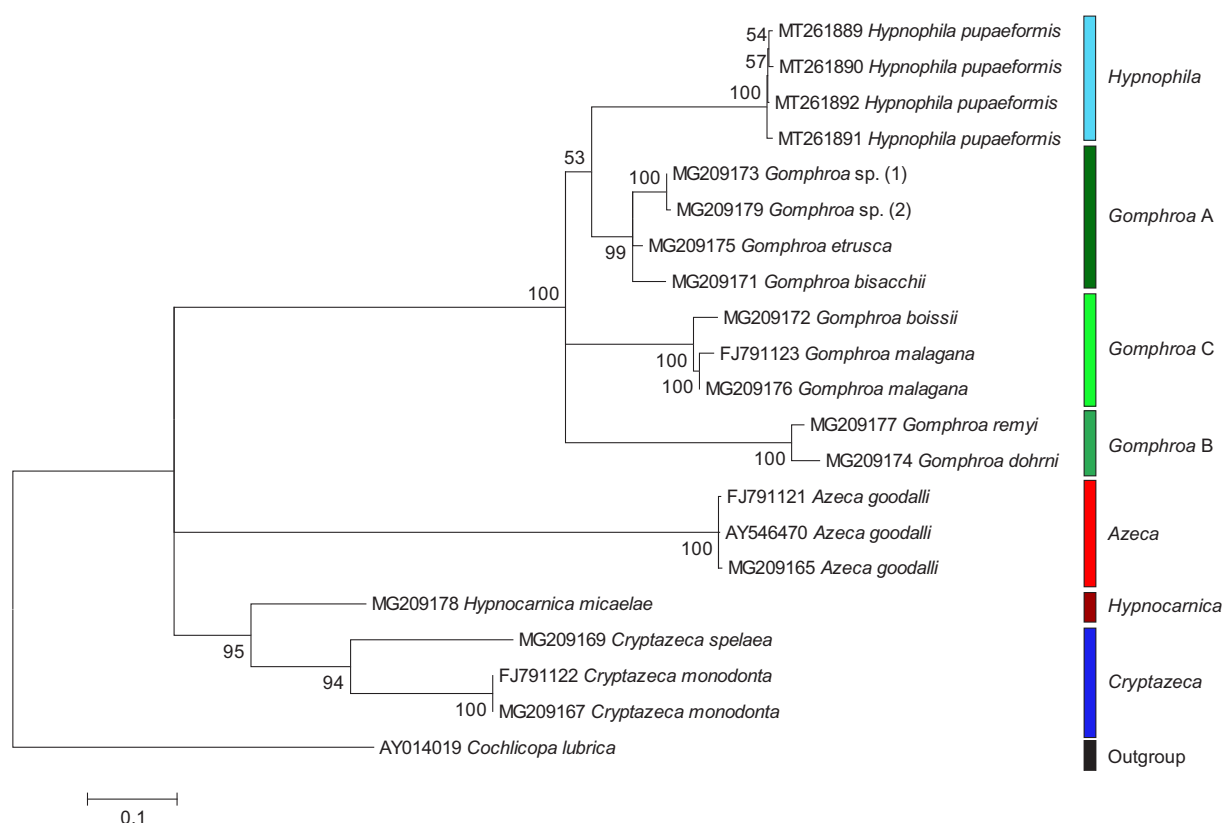 54
MT261889 Hypnophila pupaeformis
57
MT261890 Hypnophila pupaeformis
100
MT261892 Hypnophila pupaeformis
MT261891 Hypnophila pupaeformis
Hypnophila
53
100
MG209173 Gomphroa sp. (1)
MG209179 Gomphroa sp. (2)
99
MG209175 Gomphroa etrusca
MG209171 Gomphroa bisacchii
Gomphroa A
100
MG209172 Gomphroa boissii
100
FJ791123 Gomphroa malagana
100
MG209176 Gomphroa malagana
Gomphroa C
MG209177 Gomphroa remyi
100
MG209174 Gomphroa dohrni
Gomphroa B
FJ791121 Azeca goodalli
AY546470 Azeca goodalli
100
MG209165 Azeca goodalli
Azeca
MG209178 Hypnocarnica micaelae
Hypnocarnica
95
MG209169 Cryptazeca spelaea
94
FJ791122 Cryptazeca monodonta
100
MG209167 Cryptazeca monodonta
Cryptazeca
AY014019 Cochlicopa lubrica
Outgroup
0.1